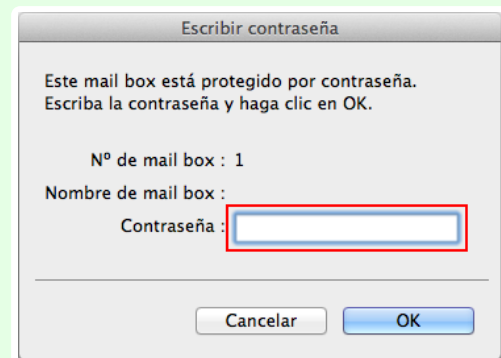 Escribir contraseña
Este mail box está protegido por contraseña.
Escriba la contraseña y haga clic en OK.
Nº de mail box : 1
Nombre de mail box :
Contraseña :
Cancelar OK